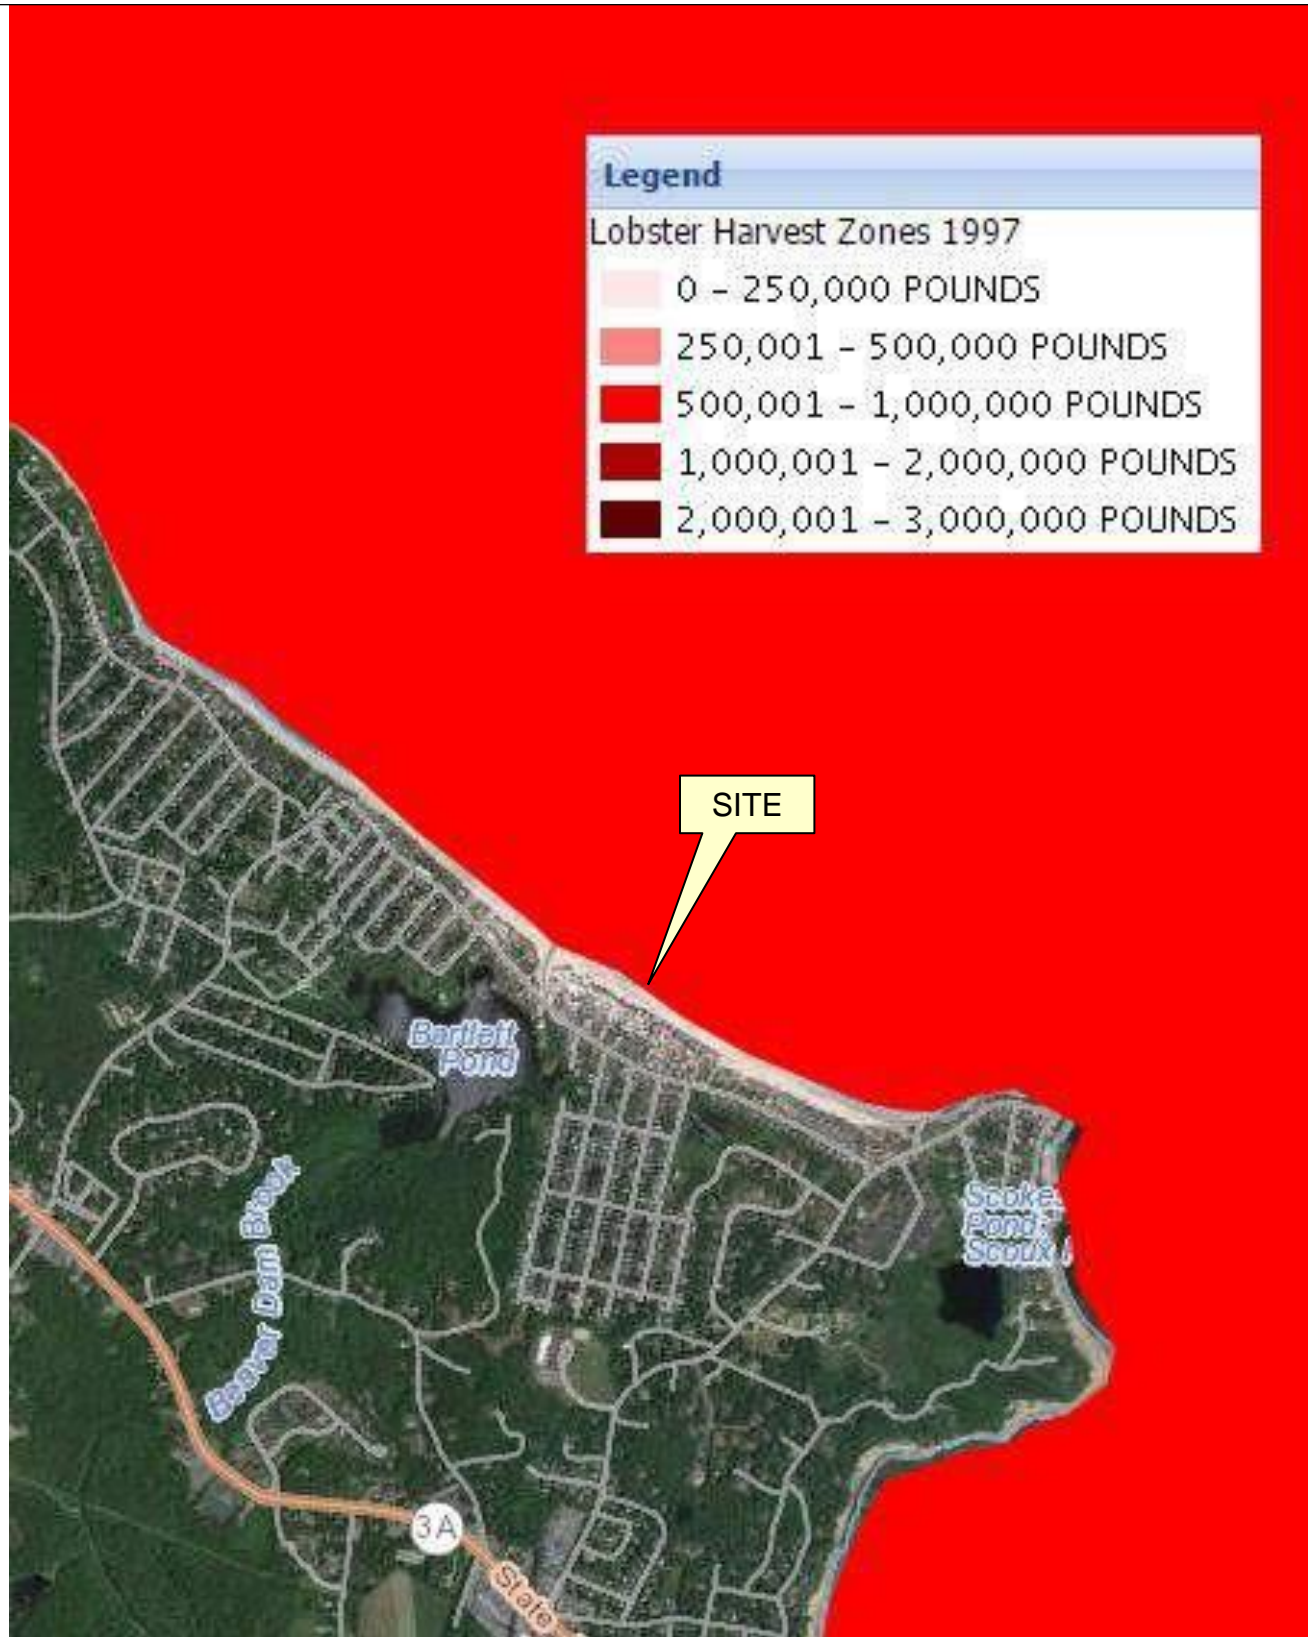 Legend
Lobster Harvest Zones 1997
0 – 250,000 POUNDS
250,001 – 500,000 POUNDS
500,001 – 1,000,000 POUNDS
1,000,001 – 2,000,000 POUNDS
2,000,001 – 3,000,000 POUNDS
SITE
Bartlett
Pond
Scoke
Pond
Beaver Dam Brook
3A
State